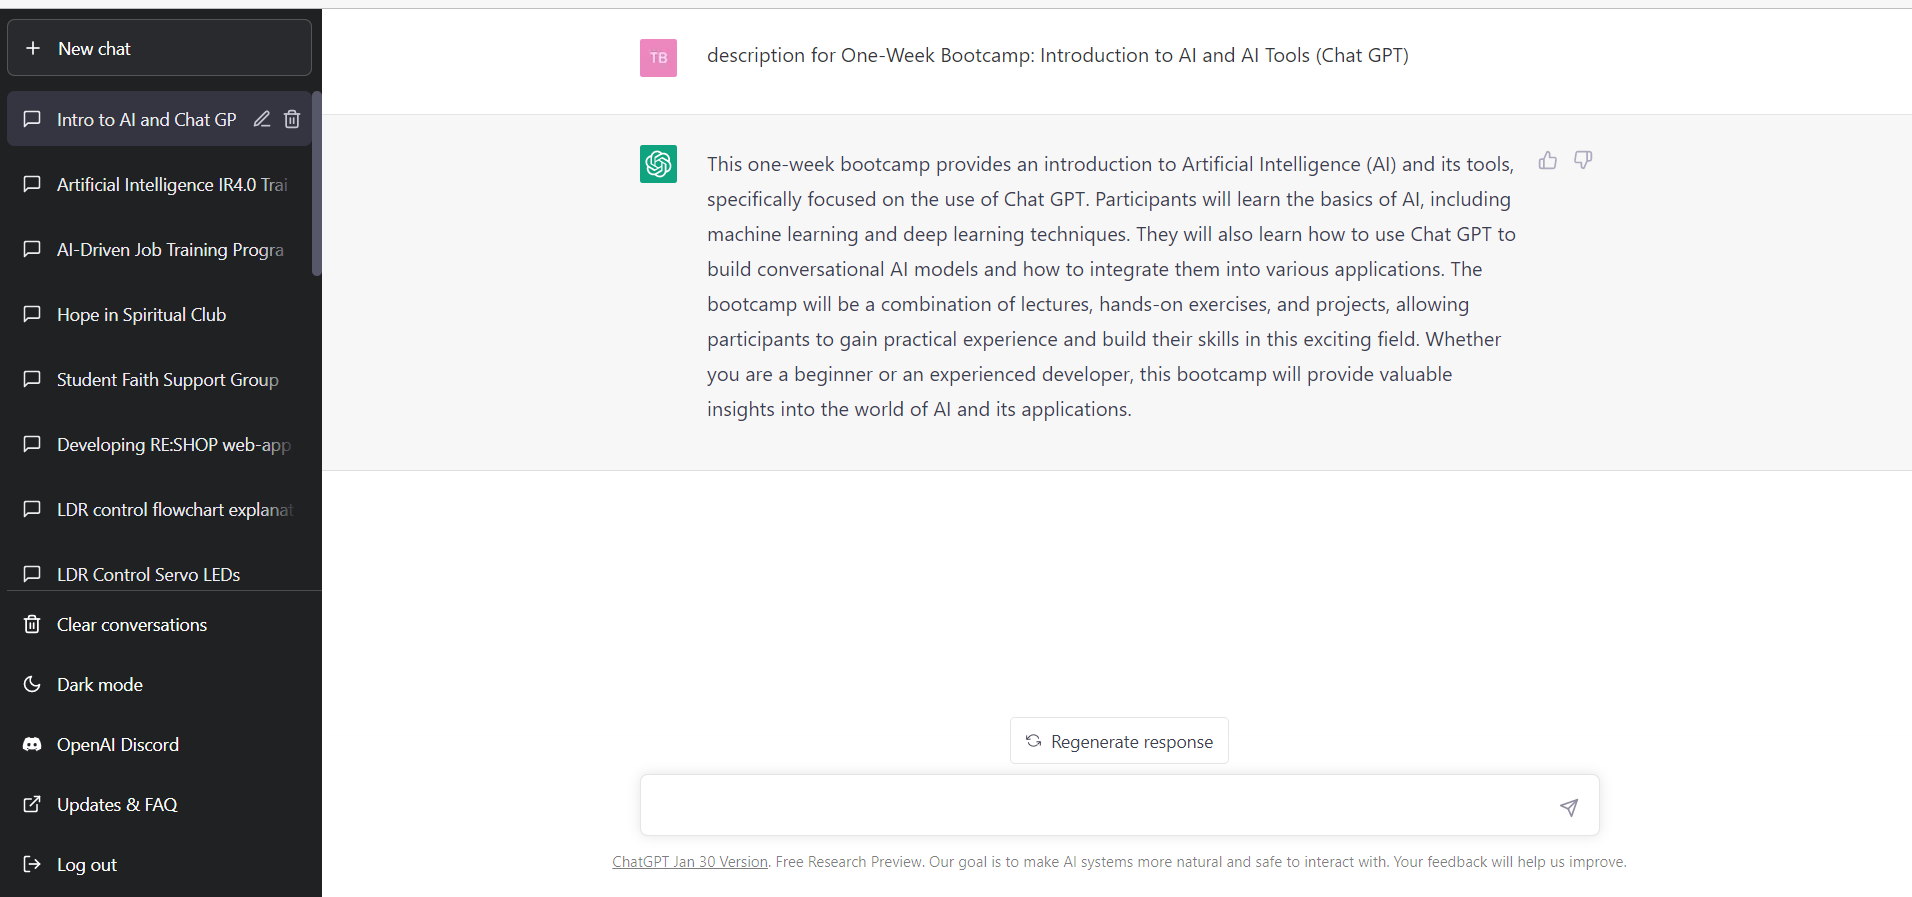 New chat
Intro to AI and Chat GP
Artificial Intelligence IR4.0 Trai
AI-Driven Job Training Progra
Hope in Spiritual Club
Student Faith Support Group
Developing RE:SHOP web-app
LDR control flowchart explanat
LDR Control Servo LEDs
Clear conversations
Dark mode
OpenAI Discord
Updates & FAQ
Log out
TB
description for One-Week Bootcamp: Introduction to AI and AI Tools (Chat GPT)
This one-week bootcamp provides an introduction to Artificial Intelligence (AI) and its tools,
specifically focused on the use of Chat GPT. Participants will learn the basics of AI, including
machine learning and deep learning techniques. They will also learn how to use Chat GPT to
build conversational AI models and how to integrate them into various applications. The
bootcamp will be a combination of lectures, hands-on exercises, and projects, allowing
participants to gain practical experience and build their skills in this exciting field. Whether
you are a beginner or an experienced developer, this bootcamp will provide valuable
insights into the world of AI and its applications.
Regenerate response
ChatGPT Jan 30 Version. Free Research Preview. Our goal is to make AI systems more natural and safe to interact with. Your feedback will help us improve.